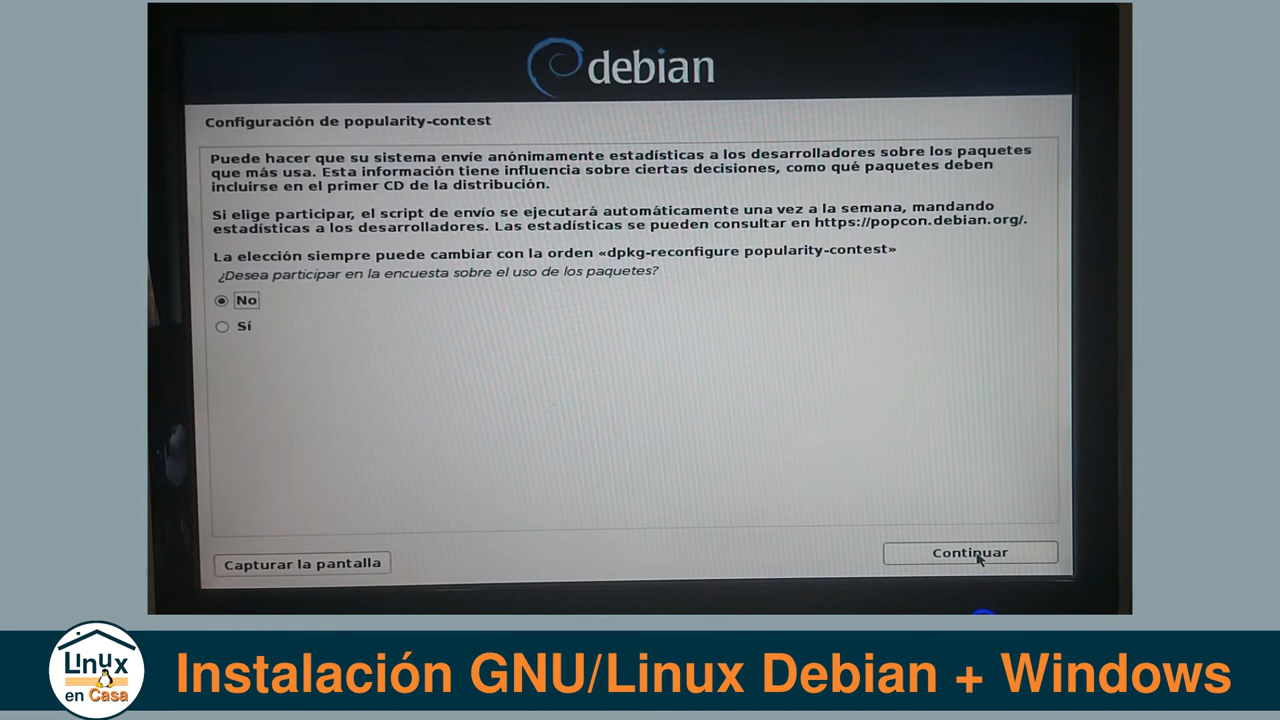 debian
Configuración de popularity-contest
Puede hacer que su sistema envíe anónimamente estadísticas a los desarrolladores sobre los paquetes
que más usa. Esta información tiene influencia sobre ciertas decisiones, como qué paquetes deben
incluirse en el primer CD de la distribución.
Si elige participar, el script de envío se ejecutará automáticamente una vez a la semana, mandando
estadísticas a los desarrolladores. Las estadísticas se pueden consultar en https://popcon.debian.org/.
La elección siempre puede cambiar con la orden «dpkg-reconfigure popularity-contest»
¿Desea participar en la encuesta sobre el uso de los paquetes?
No
Sí
Capturar la pantalla
Continuar
Linux
en Casa
Instalación GNU/Linux Debian + Windows